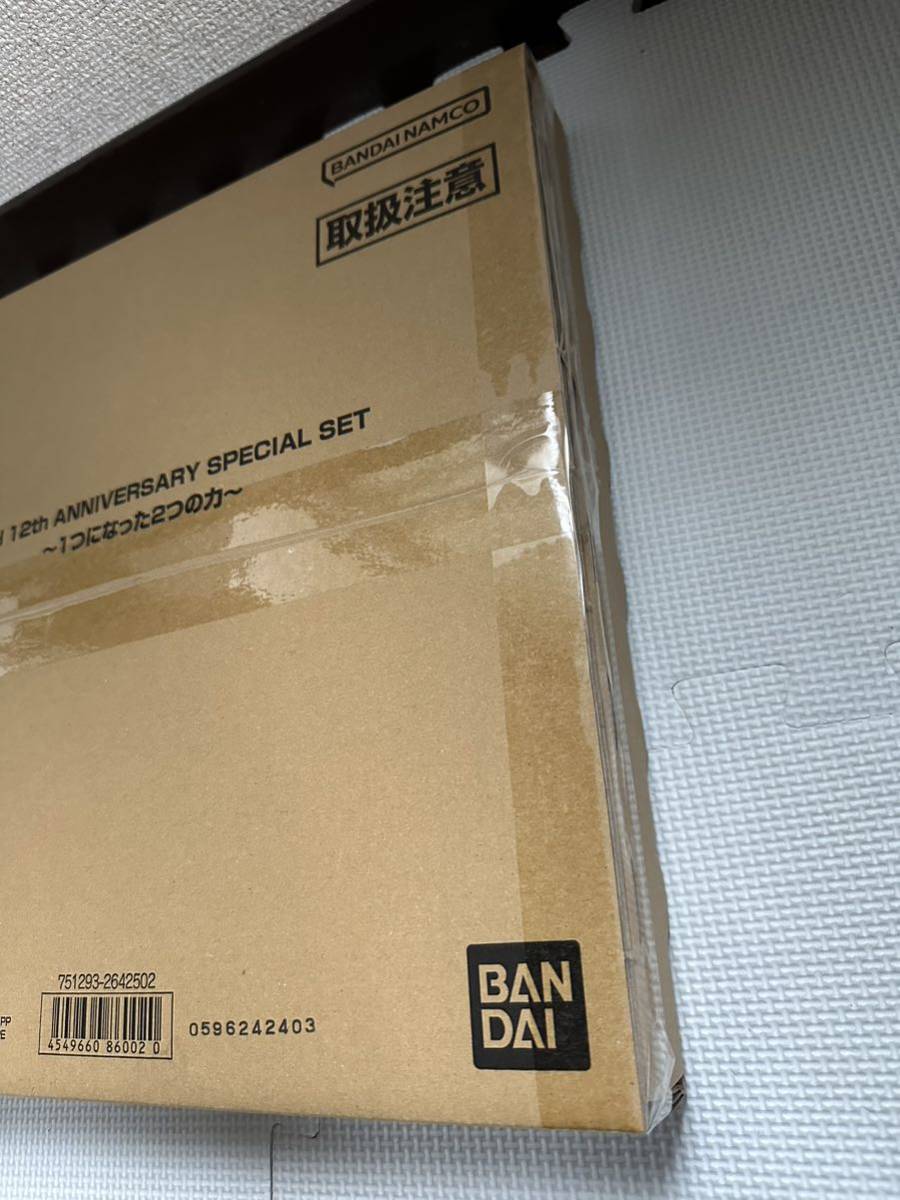 BANDAI NAMCO
取扱注意
12th ANNIVERSARY SPECIAL SET
～1つになった2つの力～
751293-2642502
4549660 86002 0
0596242403
PP
BAN
DAI